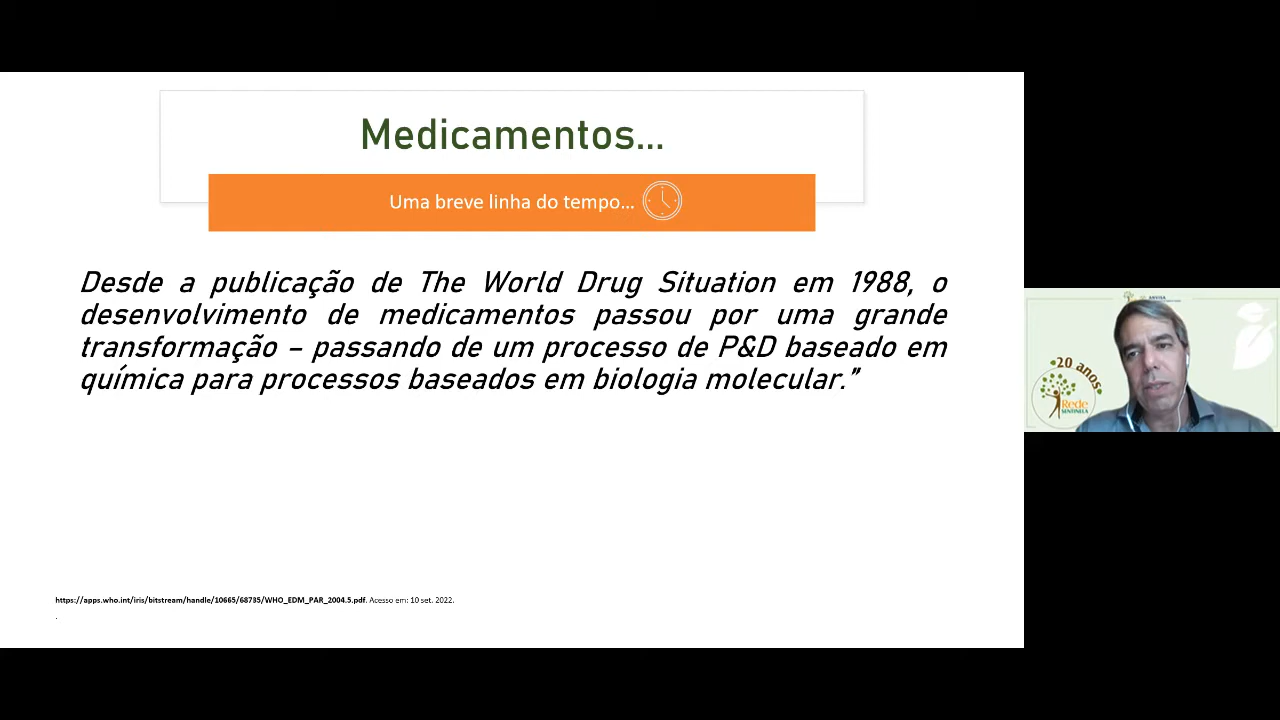 Medicamentos...
Uma breve linha do tempo...
Desde a publicação de The World Drug Situation em 1988, o
desenvolvimento de medicamentos passou por uma grande
transformação – passando de um processo de P&D baseado em
química para processos baseados em biologia molecular.”
https://apps.who.int/iris/bitstream/handle/10665/68735/WHO_EDM_PAR_2004.5.pdf. Acesso em: 10 set. 2022.
.
20 anos
Rede
SENTINELA